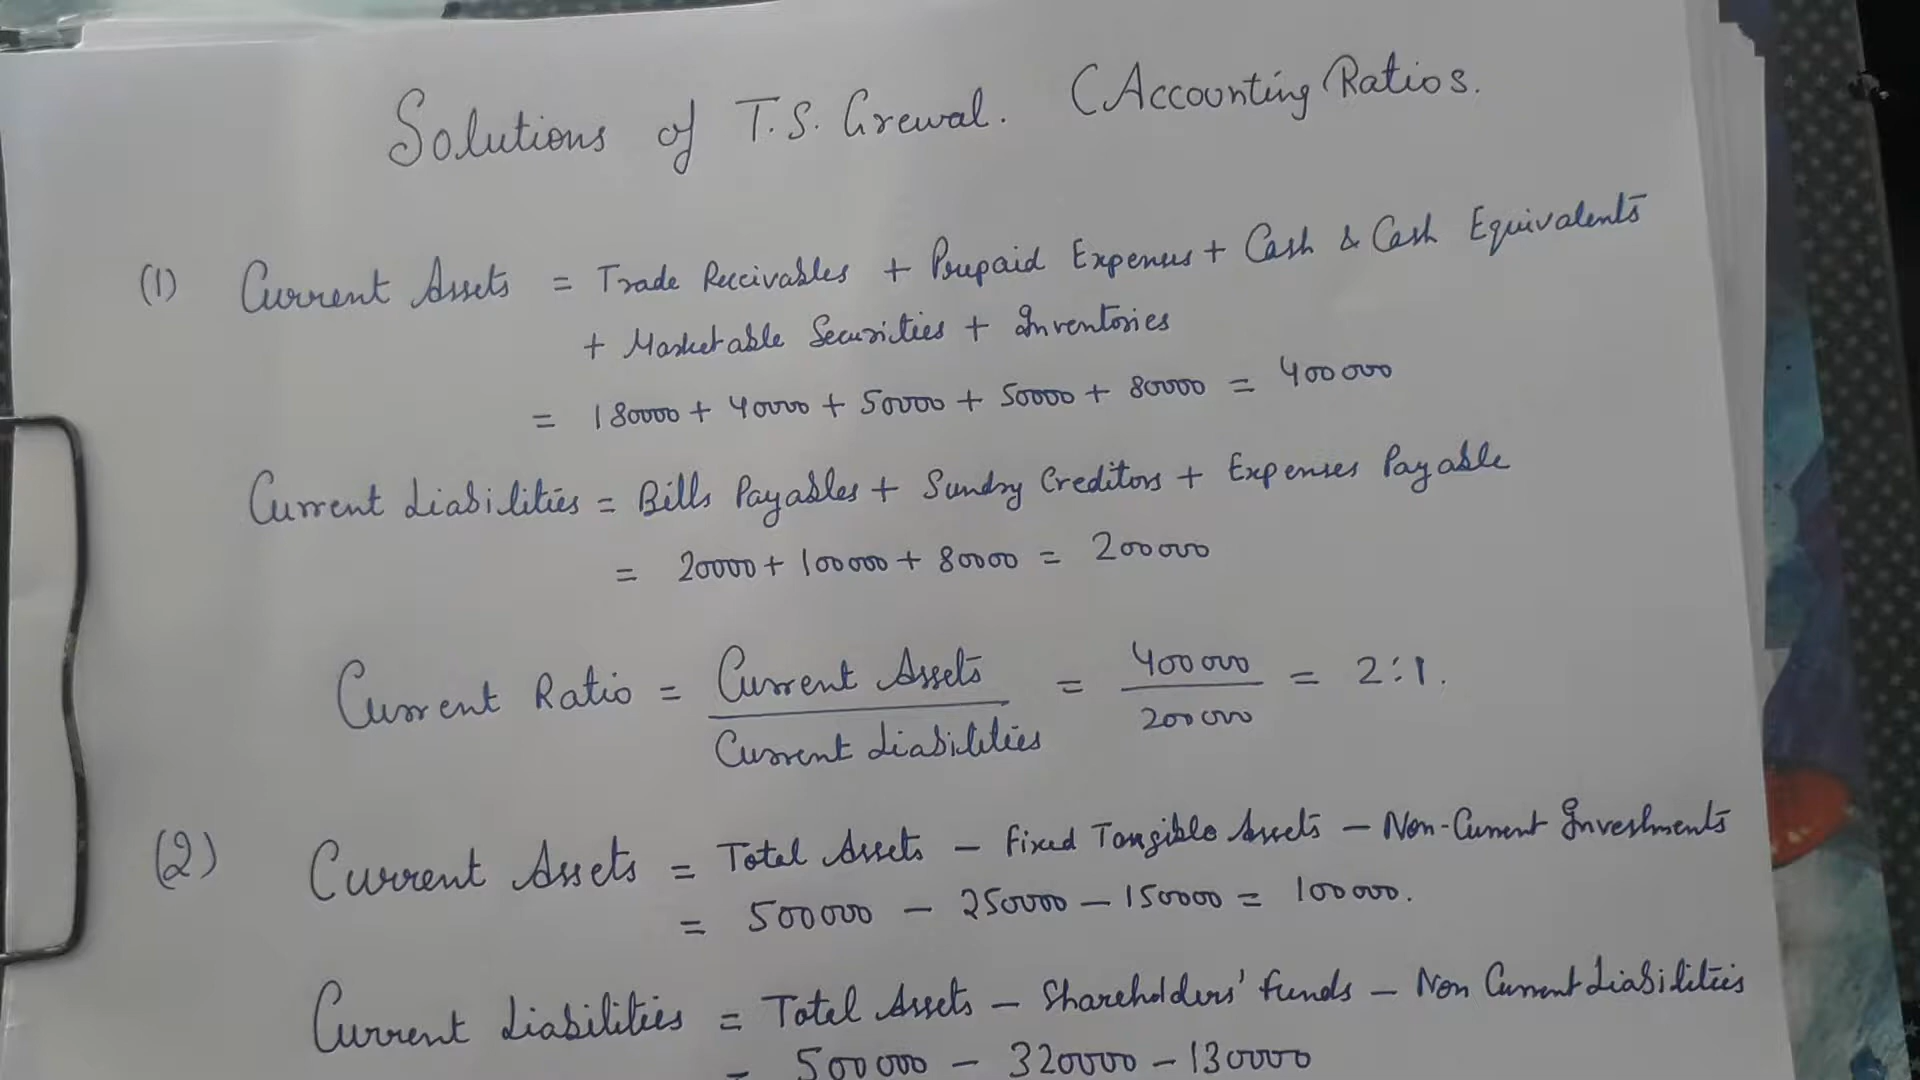 Solutions of T.S. Grewal. (Accounting Ratios.
(1) Current Assets = Trade Receivables + Prepaid Expenses + Cash & Cash Equivalents
+ Marketable Securities + Inventories
= 180000 + 40000 + 50000 + 50000 + 80000 = 400000
Current Liabilities = Bills Payables + Sundry Creditors + Expenses Payable
= 20000 + 100000 + 80000 = 200000
Current Ratio = Current Assets / Current Liabilities = 400000 / 200000 = 2:1.
(2) Current Assets = Total Assets - Fixed Tangible Assets - Non-Current Investments
= 500000 - 250000 - 150000 = 100000.
Current Liabilities = Total Assets - Shareholders' funds - Non Current Liabilities
= 500000 - 320000 - 130000